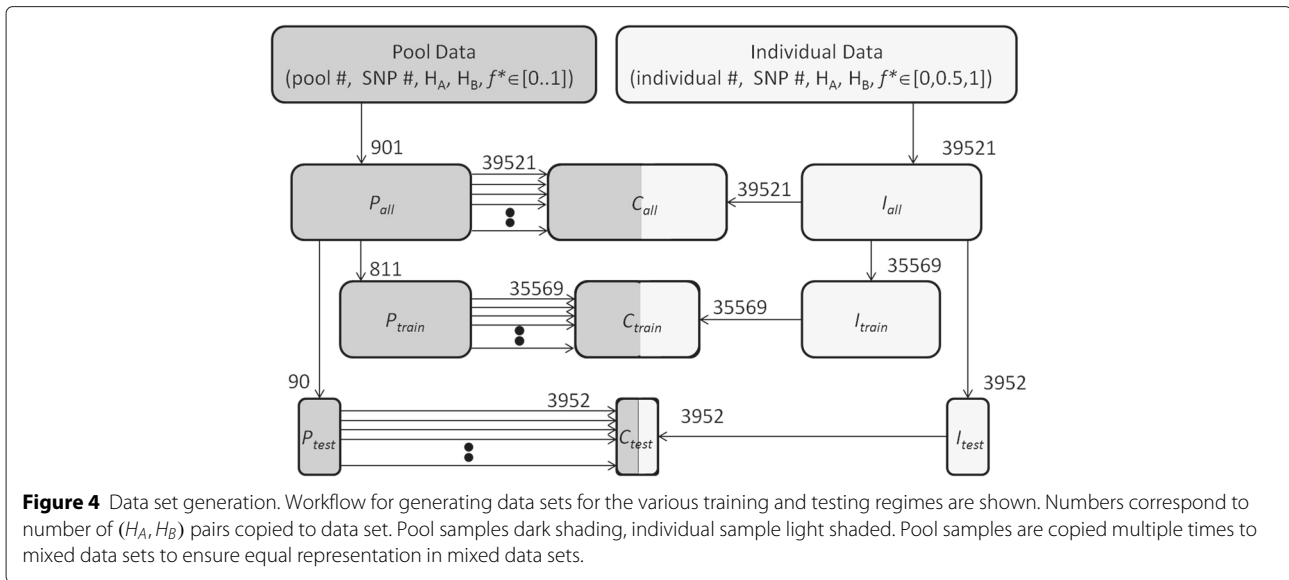 Pool Data
(pool #, SNP #, H_A, H_B, f*∈[0..1])
Individual Data
(individual #, SNP #, H_A, H_B, f*∈[0,0.5,1])
901
39521
39521
39521
P_all
C_all
I_all
811
35569
35569
35569
P_train
C_train
I_train
90
3952
3952
3952
P_test
C_test
I_test
Figure 4 Data set generation. Workflow for generating data sets for the various training and testing regimes are shown. Numbers correspond to
number of (H_A, H_B) pairs copied to data set. Pool samples dark shading, individual sample light shaded. Pool samples are copied multiple times to
mixed data sets to ensure equal representation in mixed data sets.